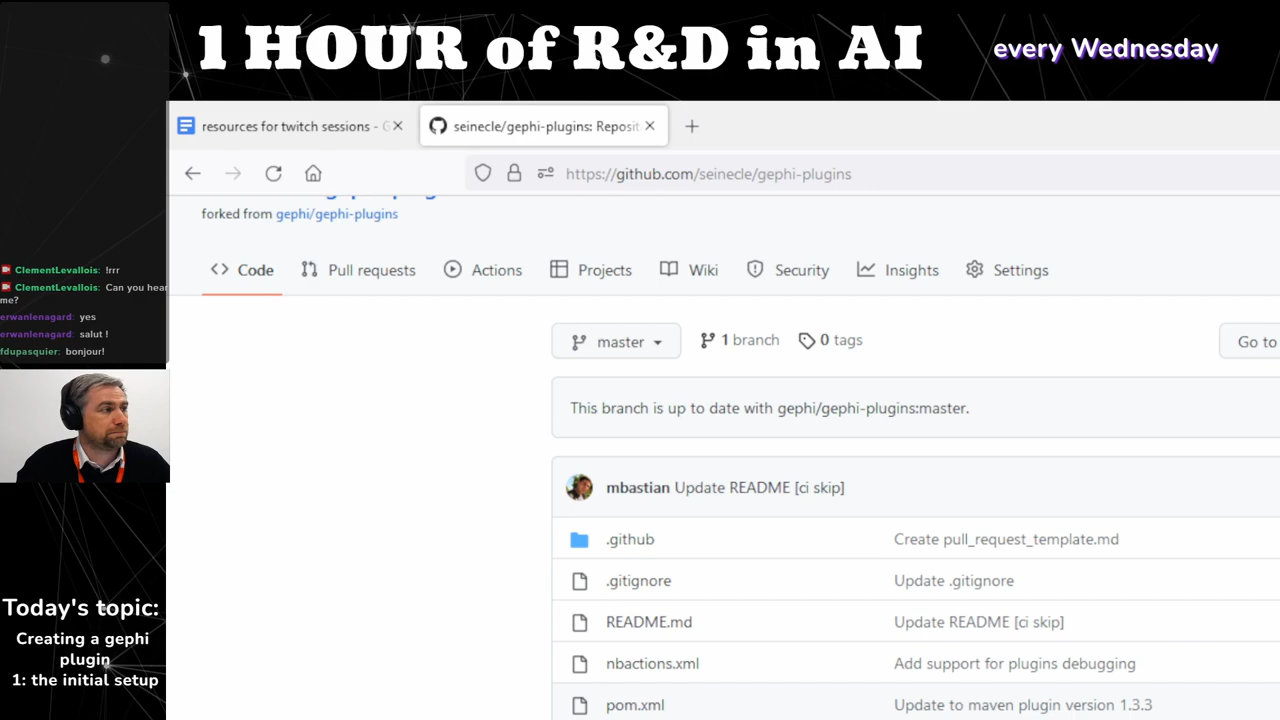 1 HOUR of R&D in AI
every Wednesday
resources for twitch sessions - G
seinecle/gephi-plugins: Reposit
https://github.com/seinecle/gephi-plugins
forked from gephi/gephi-plugins
Code
Pull requests
Actions
Projects
Wiki
Security
Insights
Settings
master
1 branch
0 tags
Go to
This branch is up to date with gephi/gephi-plugins:master.
mbastian Update README [ci skip]
.github
Create pull_request_template.md
.gitignore
Update .gitignore
README.md
Update README [ci skip]
nbactions.xml
Add support for plugins debugging
pom.xml
Update to maven plugin version 1.3.3
ClementLevallois: !rrr
ClementLevallois: Can you hear
me?
erwanlenagard: yes
erwanlenagard: salut !
fdupasquier: bonjour!
Today's topic:
Creating a gephi
plugin
1: the initial setup